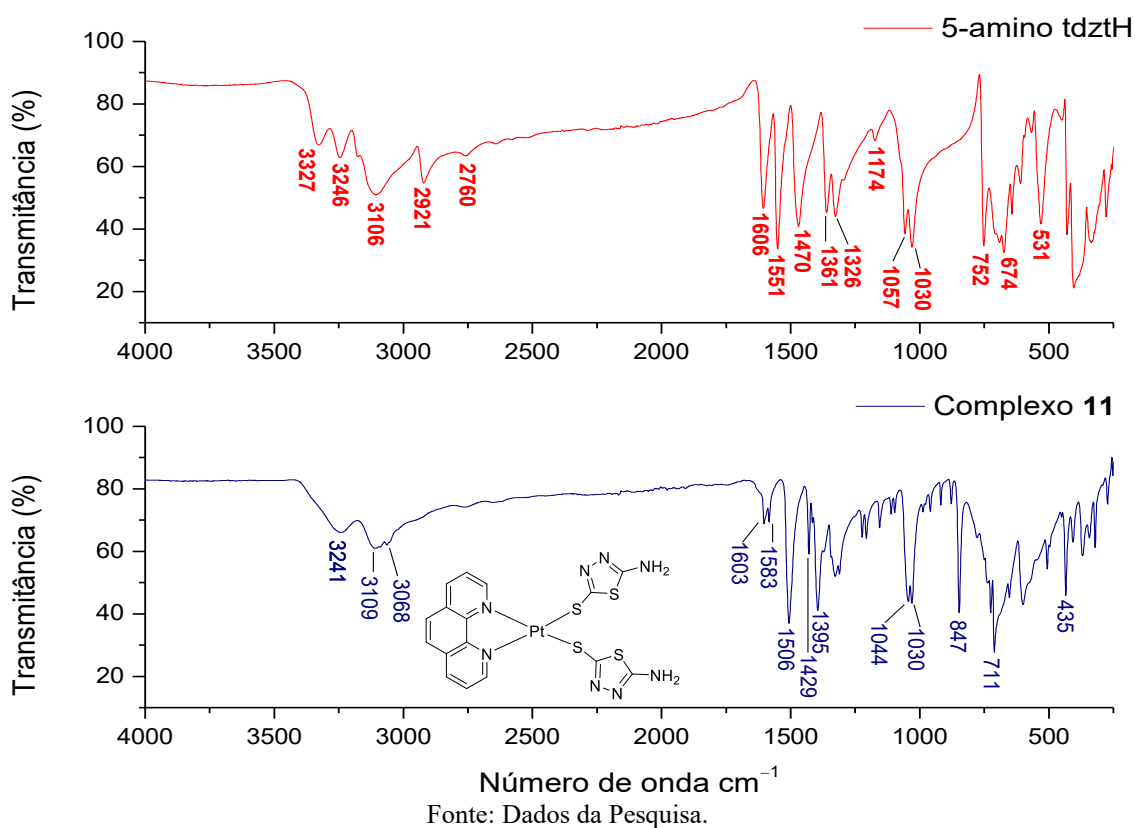 5-amino tdztH
Transmitância (%)
100
80
60
40
20
3327
3246
3106
2921
2760
1606
1551
1470
1361
1326
1174
1057
1030
752
674
531
4000 3500 3000 2500 2000 1500 1000 500
Complexo 11
Transmitância (%)
100
80
60
40
20
3241
3109
3068
1603
1583
1506
1429
1395
1044
1030
847
711
435
N N
NH2
S
S
N
Pt
N
S
S
NH2
N N
4000 3500 3000 2500 2000 1500 1000 500
Número de onda cm⁻¹
Fonte: Dados da Pesquisa.